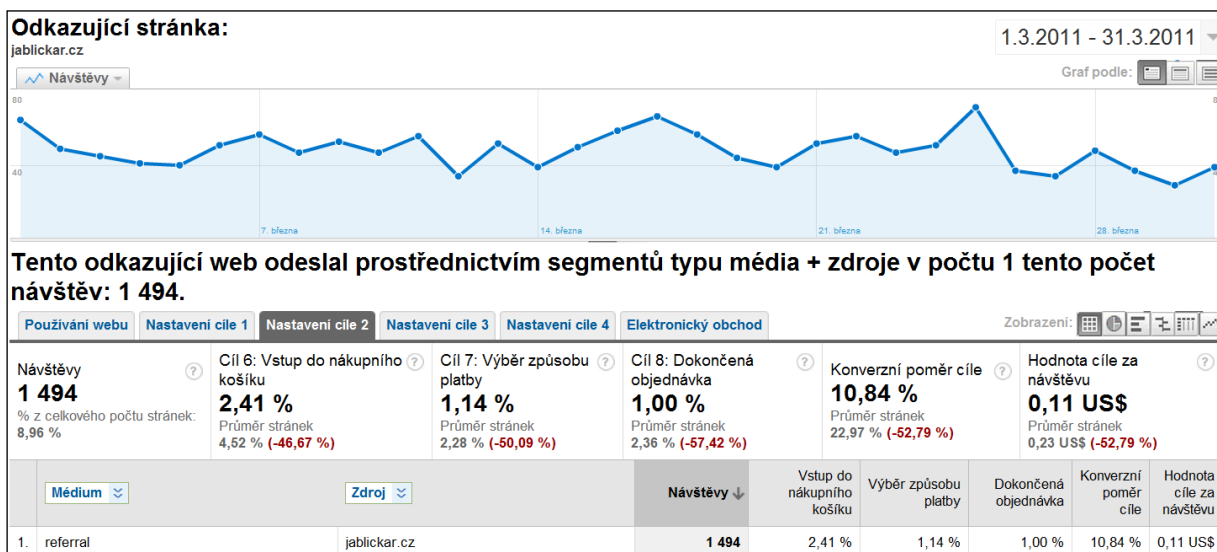 Odkazující stránka:
jablickar.cz
1.3.2011 - 31.3.2011
Návštěvy
Graf podle:
80
40
7. března
14. března
21. března
28. března
Tento odkazující web odeslal prostřednictvím segmentů typu média + zdroje v počtu 1 tento počet
návštěv: 1 494.
Používání webu Nastavení cíle 1 Nastavení cíle 2 Nastavení cíle 3 Nastavení cíle 4 Elektronický obchod
Zobrazení:
Návštěvy
1 494
% z celkového počtu stránek:
8,96 %
Cíl 6: Vstup do nákupního
košíku
2,41 %
Průměr stránek
4,52 % (-46,67 %)
Cíl 7: Výběr způsobu
platby
1,14 %
Průměr stránek
2,28 % (-50,09 %)
Cíl 8: Dokončená
objednávka
1,00 %
Průměr stránek
2,36 % (-57,42 %)
Konverzní poměr cíle
10,84 %
Průměr stránek
22,97 % (-52,79 %)
Hodnota cíle za
návštěvu
0,11 US$
Průměr stránek
0,23 US$ (-52,79 %)
Médium
Zdroj
Návštěvy
Vstup do
nákupního
košíku
Výběr způsobu
platby
Dokončená
objednávka
Konverzní
poměr
cíle
Hodnota
cíle za
návštěvu
1. referral jablickar.cz 1 494 2,41 % 1,14 % 1,00 % 10,84 % 0,11 US$